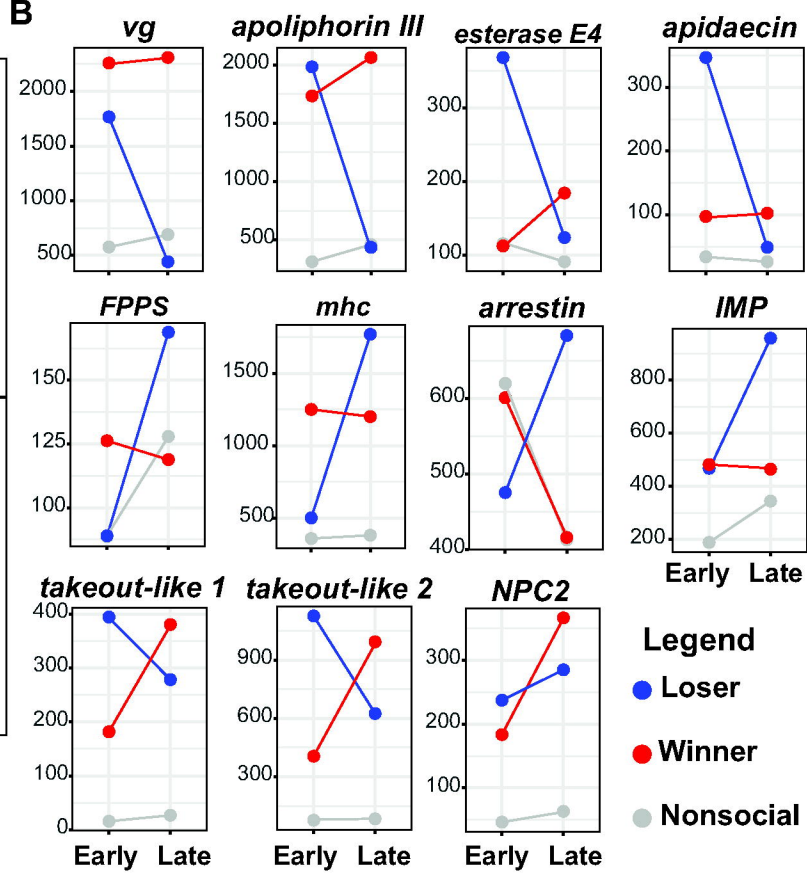 B
vg
apoliphorin III
esterase E4
apidaecin
2000
1500
1000
500
2000
1500
1000
500
300
200
100
300
200
100
FPPS
mhc
arrestin
IMP
150
125
100
1500
1000
500
600
500
400
800
600
400
200
Early Late
takeout-like 1
takeout-like 2
NPC2
400
300
200
100
0
900
600
300
300
200
100
Early Late
Early Late
Early Late
Legend
Loser
Winner
Nonsocial